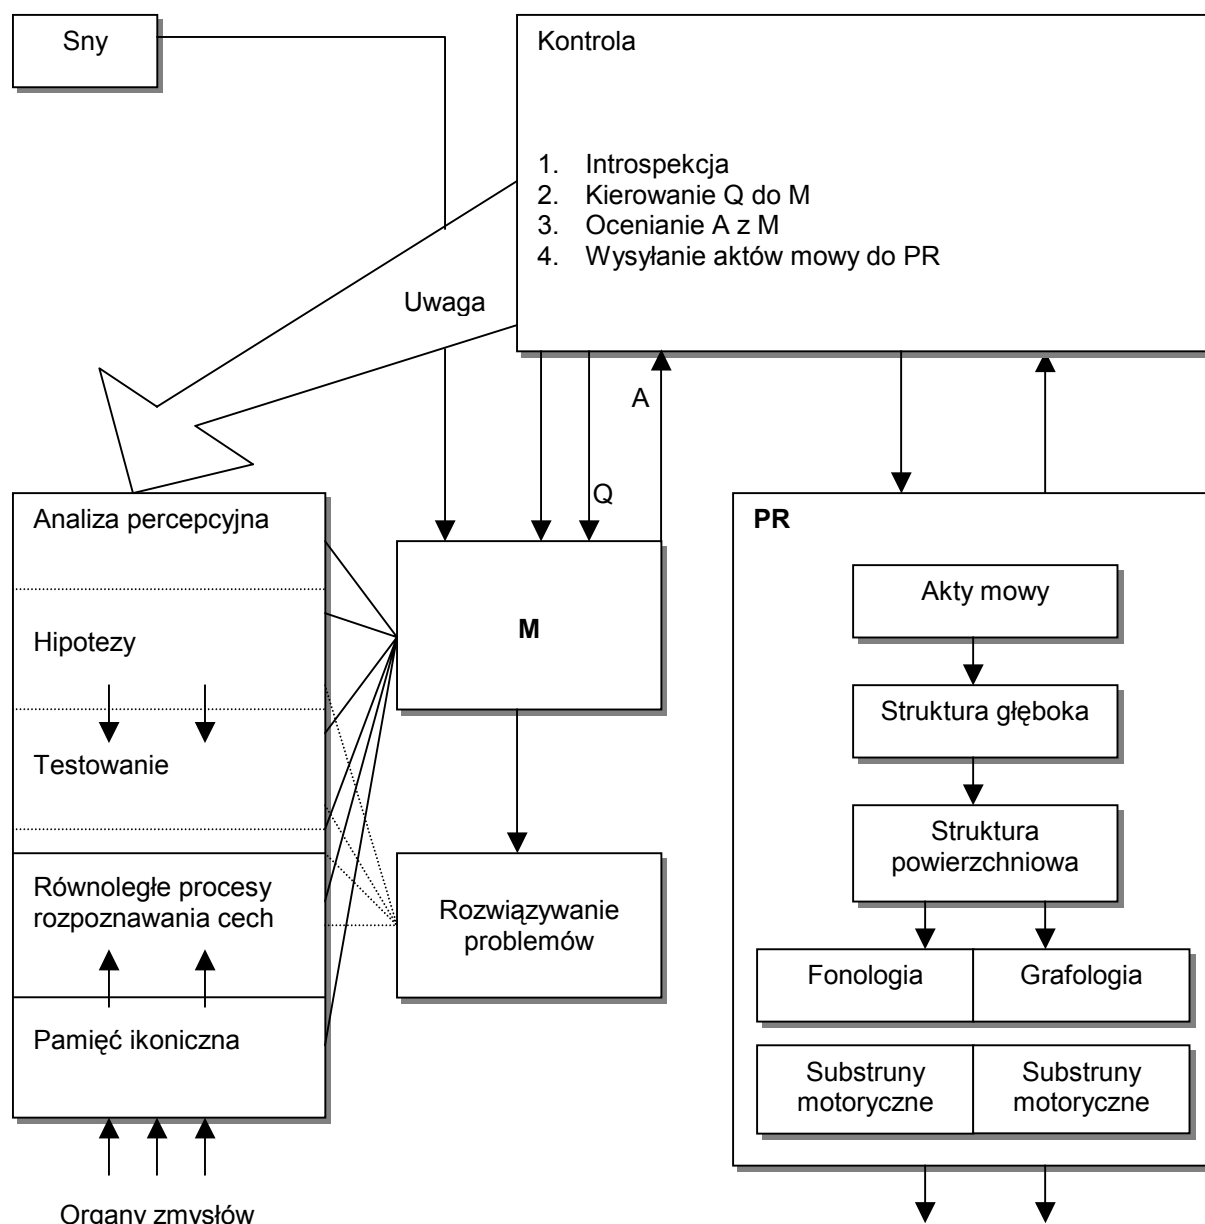 Sny
Kontrola
1. Introspekcja
2. Kierowanie Q do M
3. Ocenianie A z M
4. Wysyłanie aktów mowy do PR
Uwaga
A
Q
Analiza percepcyjna
Hipotezy
Testowanie
Równoległe procesy
rozpoznawania cech
Pamięć ikoniczna
Organy zmysłów
M
Rozwiązywanie
problemów
PR
Akty mowy
Struktura głęboka
Struktura
powierzchniowa
Fonologia
Grafologia
Substruny
motoryczne
Substruny
motoryczne